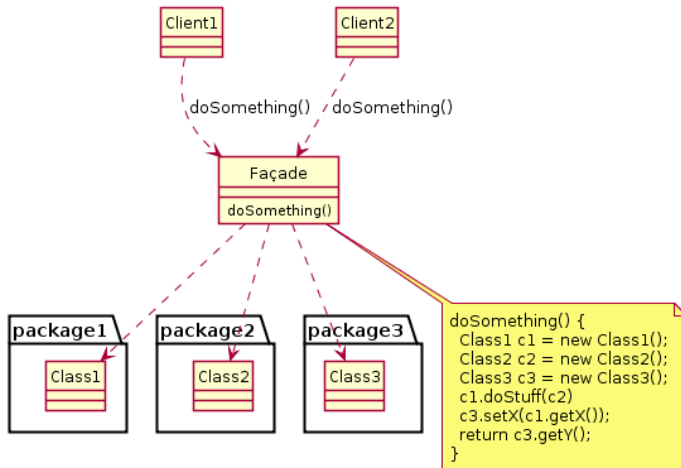 Client1
Client2
doSomething()
doSomething()
Façade
doSomething()
package1
package2
package3
Class1
Class2
Class3
doSomething() {
Class1 c1 = new Class1();
Class2 c2 = new Class2();
Class3 c3 = new Class3();
c1.doStuff(c2)
c3.setX(c1.getX());
return c3.getY();
}